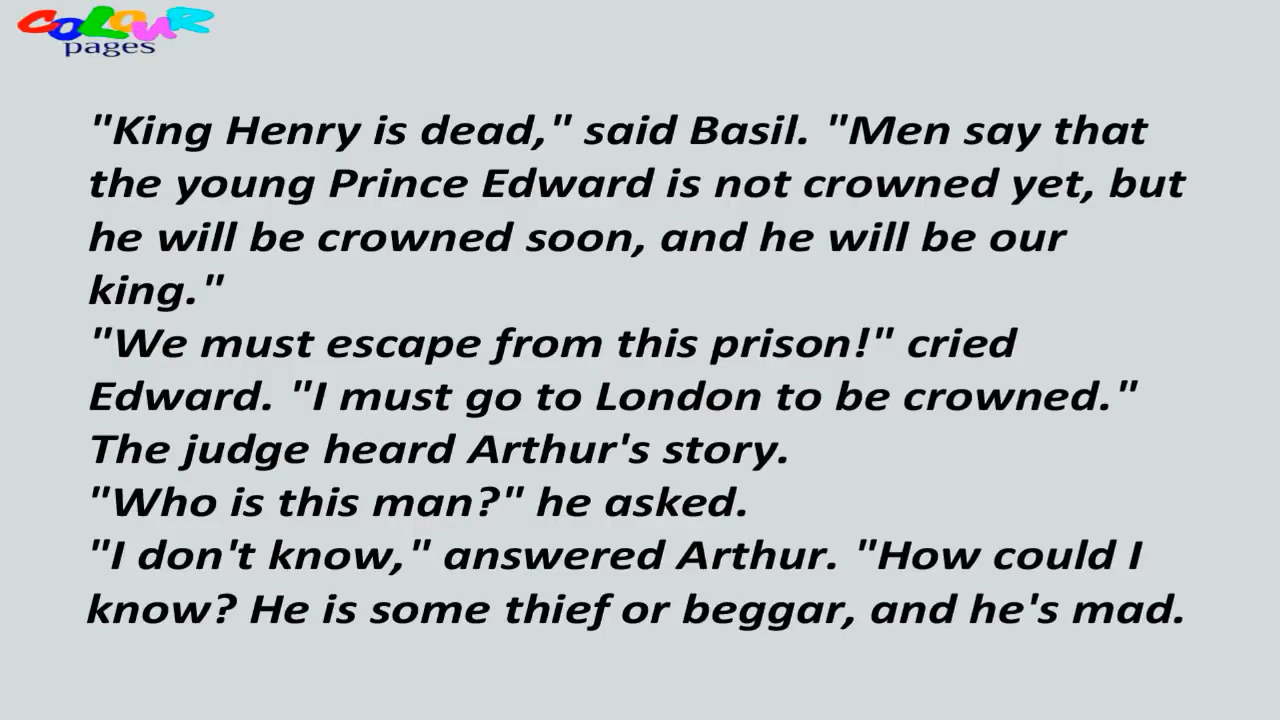 COLOUR
pages
"King Henry is dead," said Basil. "Men say that
the young Prince Edward is not crowned yet, but
he will be crowned soon, and he will be our
king."
"We must escape from this prison!" cried
Edward. "I must go to London to be crowned."
The judge heard Arthur's story.
"Who is this man?" he asked.
"I don't know," answered Arthur. "How could I
know? He is some thief or beggar, and he's mad.